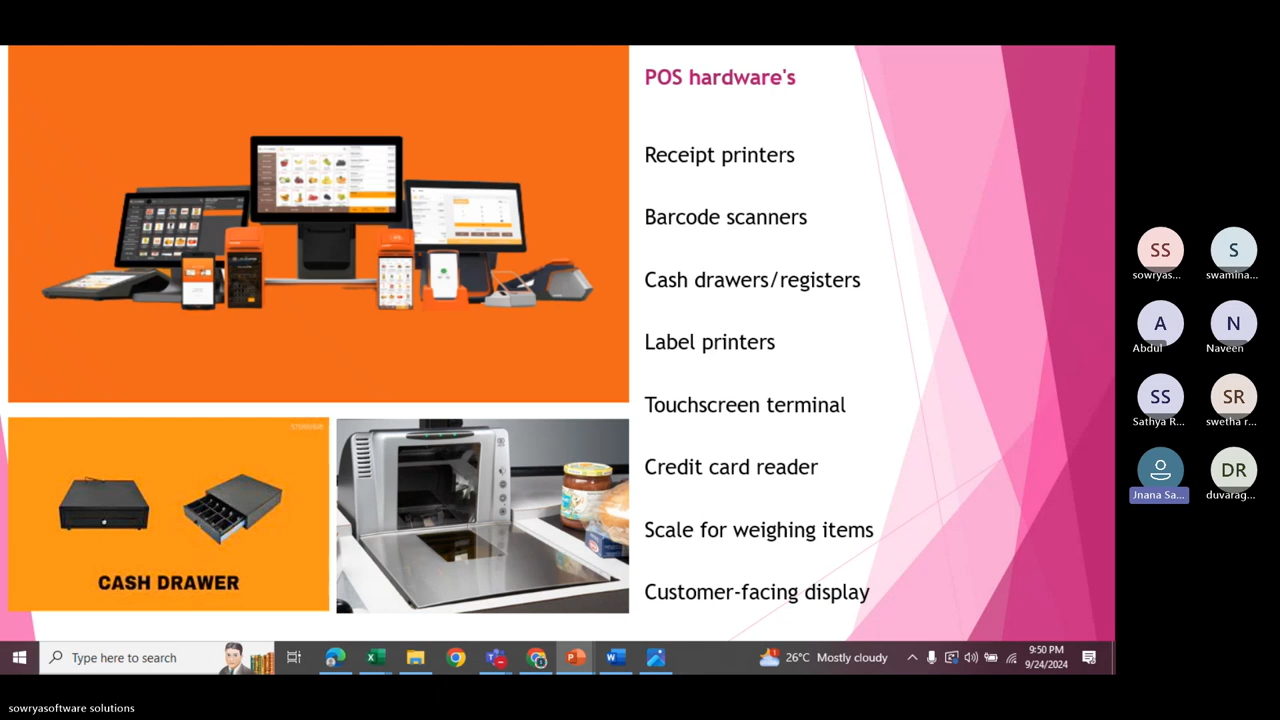 POS hardware's
Receipt printers
Barcode scanners
Cash drawers/registers
Label printers
Touchscreen terminal
Credit card reader
Scale for weighing items
Customer-facing display
CASH DRAWER
SS
sowryas...
S
swamina...
A
Abdul
N
Naveen
SS
Sathya R...
SR
swetha r...
Jnana Sa...
DR
duvarag...
Type here to search
26°C Mostly cloudy
9:50 PM
9/24/2024
sowryasoftware solutions